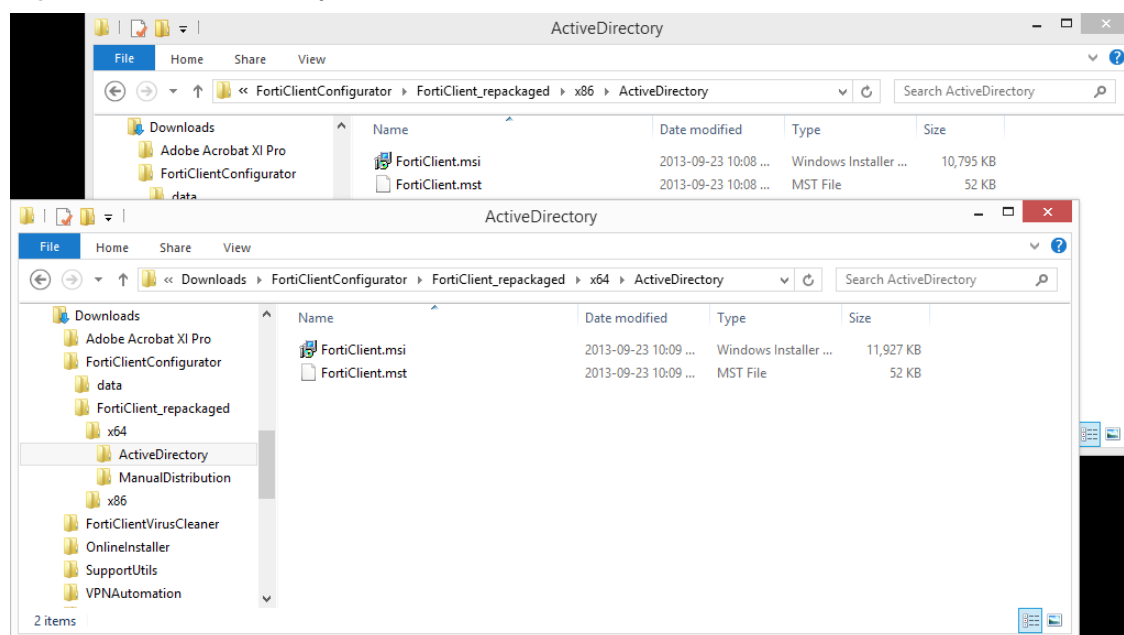 ActiveDirectory
File Home Share View
« FortiClientConfigurator FortiClient_repackaged x86 ActiveDirectory Search ActiveDirectory
Downloads Name Date modified Type Size
Adobe Acrobat XI Pro
FortiClient.msi 2013-09-23 10:08 ... Windows Installer ... 10,795 KB
FortiClientConfigurator
FortiClient.mst 2013-09-23 10:08 ... MST File 52 KB
data
ActiveDirectory
File Home Share View
« Downloads FortiClientConfigurator FortiClient_repackaged x64 ActiveDirectory Search ActiveDirectory
Downloads Name Date modified Type Size
Adobe Acrobat XI Pro
FortiClient.msi 2013-09-23 10:09 ... Windows Installer ... 11,927 KB
FortiClientConfigurator
FortiClient.mst 2013-09-23 10:09 ... MST File 52 KB
data
FortiClient_repackaged
x64
ActiveDirectory
ManualDistribution
x86
FortiClientVirusCleaner
OnlineInstaller
SupportUtils
VPNAutomation
2 items